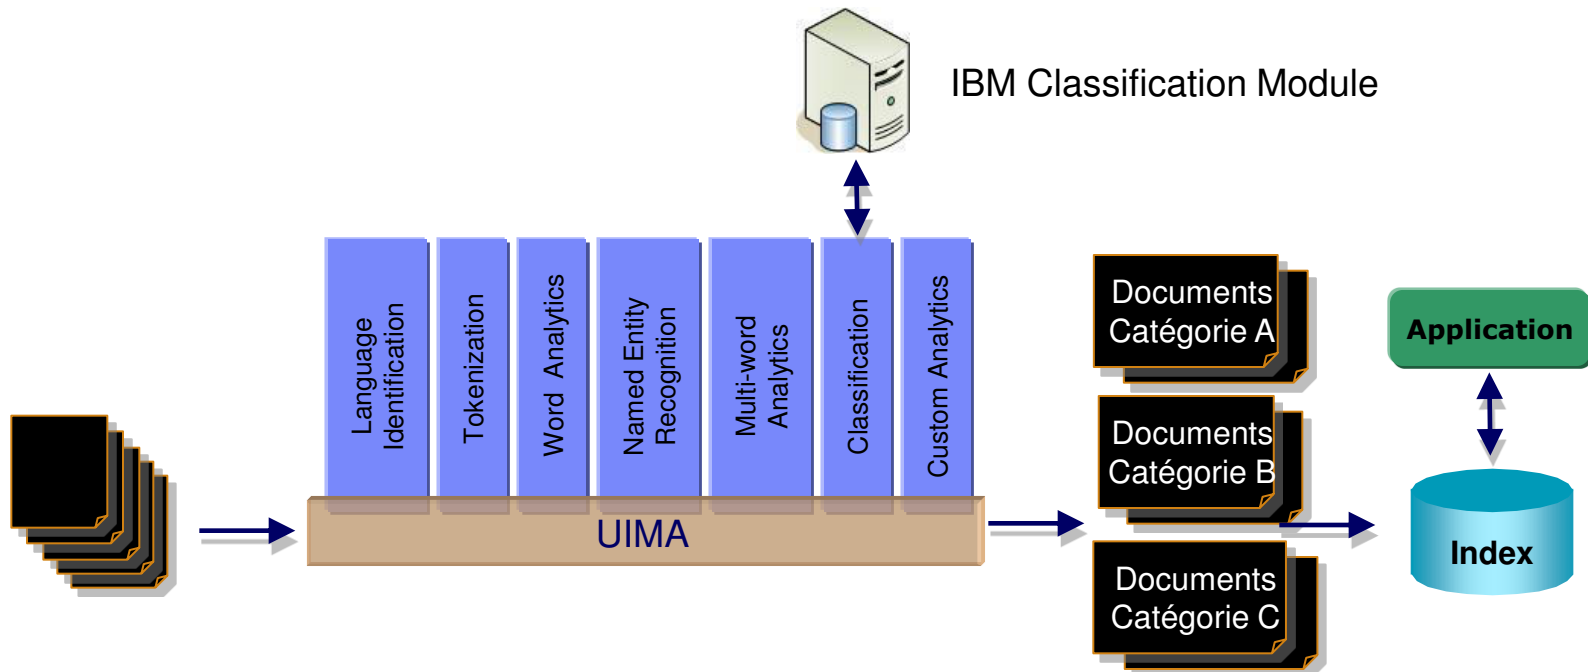 IBM Classification Module
Language
Identification
Tokenization
Word Analytics
Named Entity
Recognition
Multi-word
Analytics
Classification
Custom Analytics
UIMA
Documents
Catégorie A
Documents
Catégorie B
Documents
Catégorie C
Application
Index